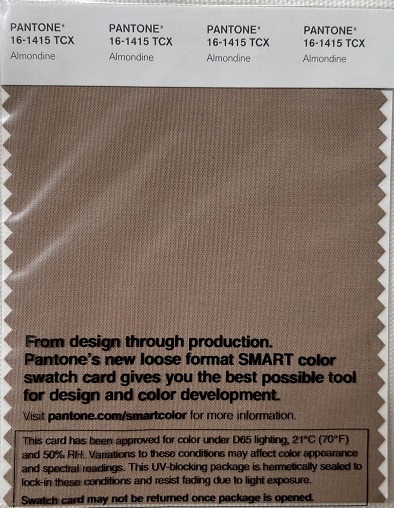 PANTONE® PANTONE® PANTONE® PANTONE®
16-1415 TCX 16-1415 TCX 16-1415 TCX 16-1415 TCX
Almondine Almondine Almondine Almondine
From design through production.
Pantone's new loose format SMART color
swatch card gives you the best possible tool
for design and color development.
Visit pantone.com/smartcolor for more information.
This card has been approved for color under D65 lighting, 21°C (70°F)
and 50% RH. Variations to these conditions may affect color appearance
and spectral readings. This UV-blocking package is hermetically sealed to
lock-in these conditions and resist fading due to light exposure.
Swatch card may not be returned once package is opened.